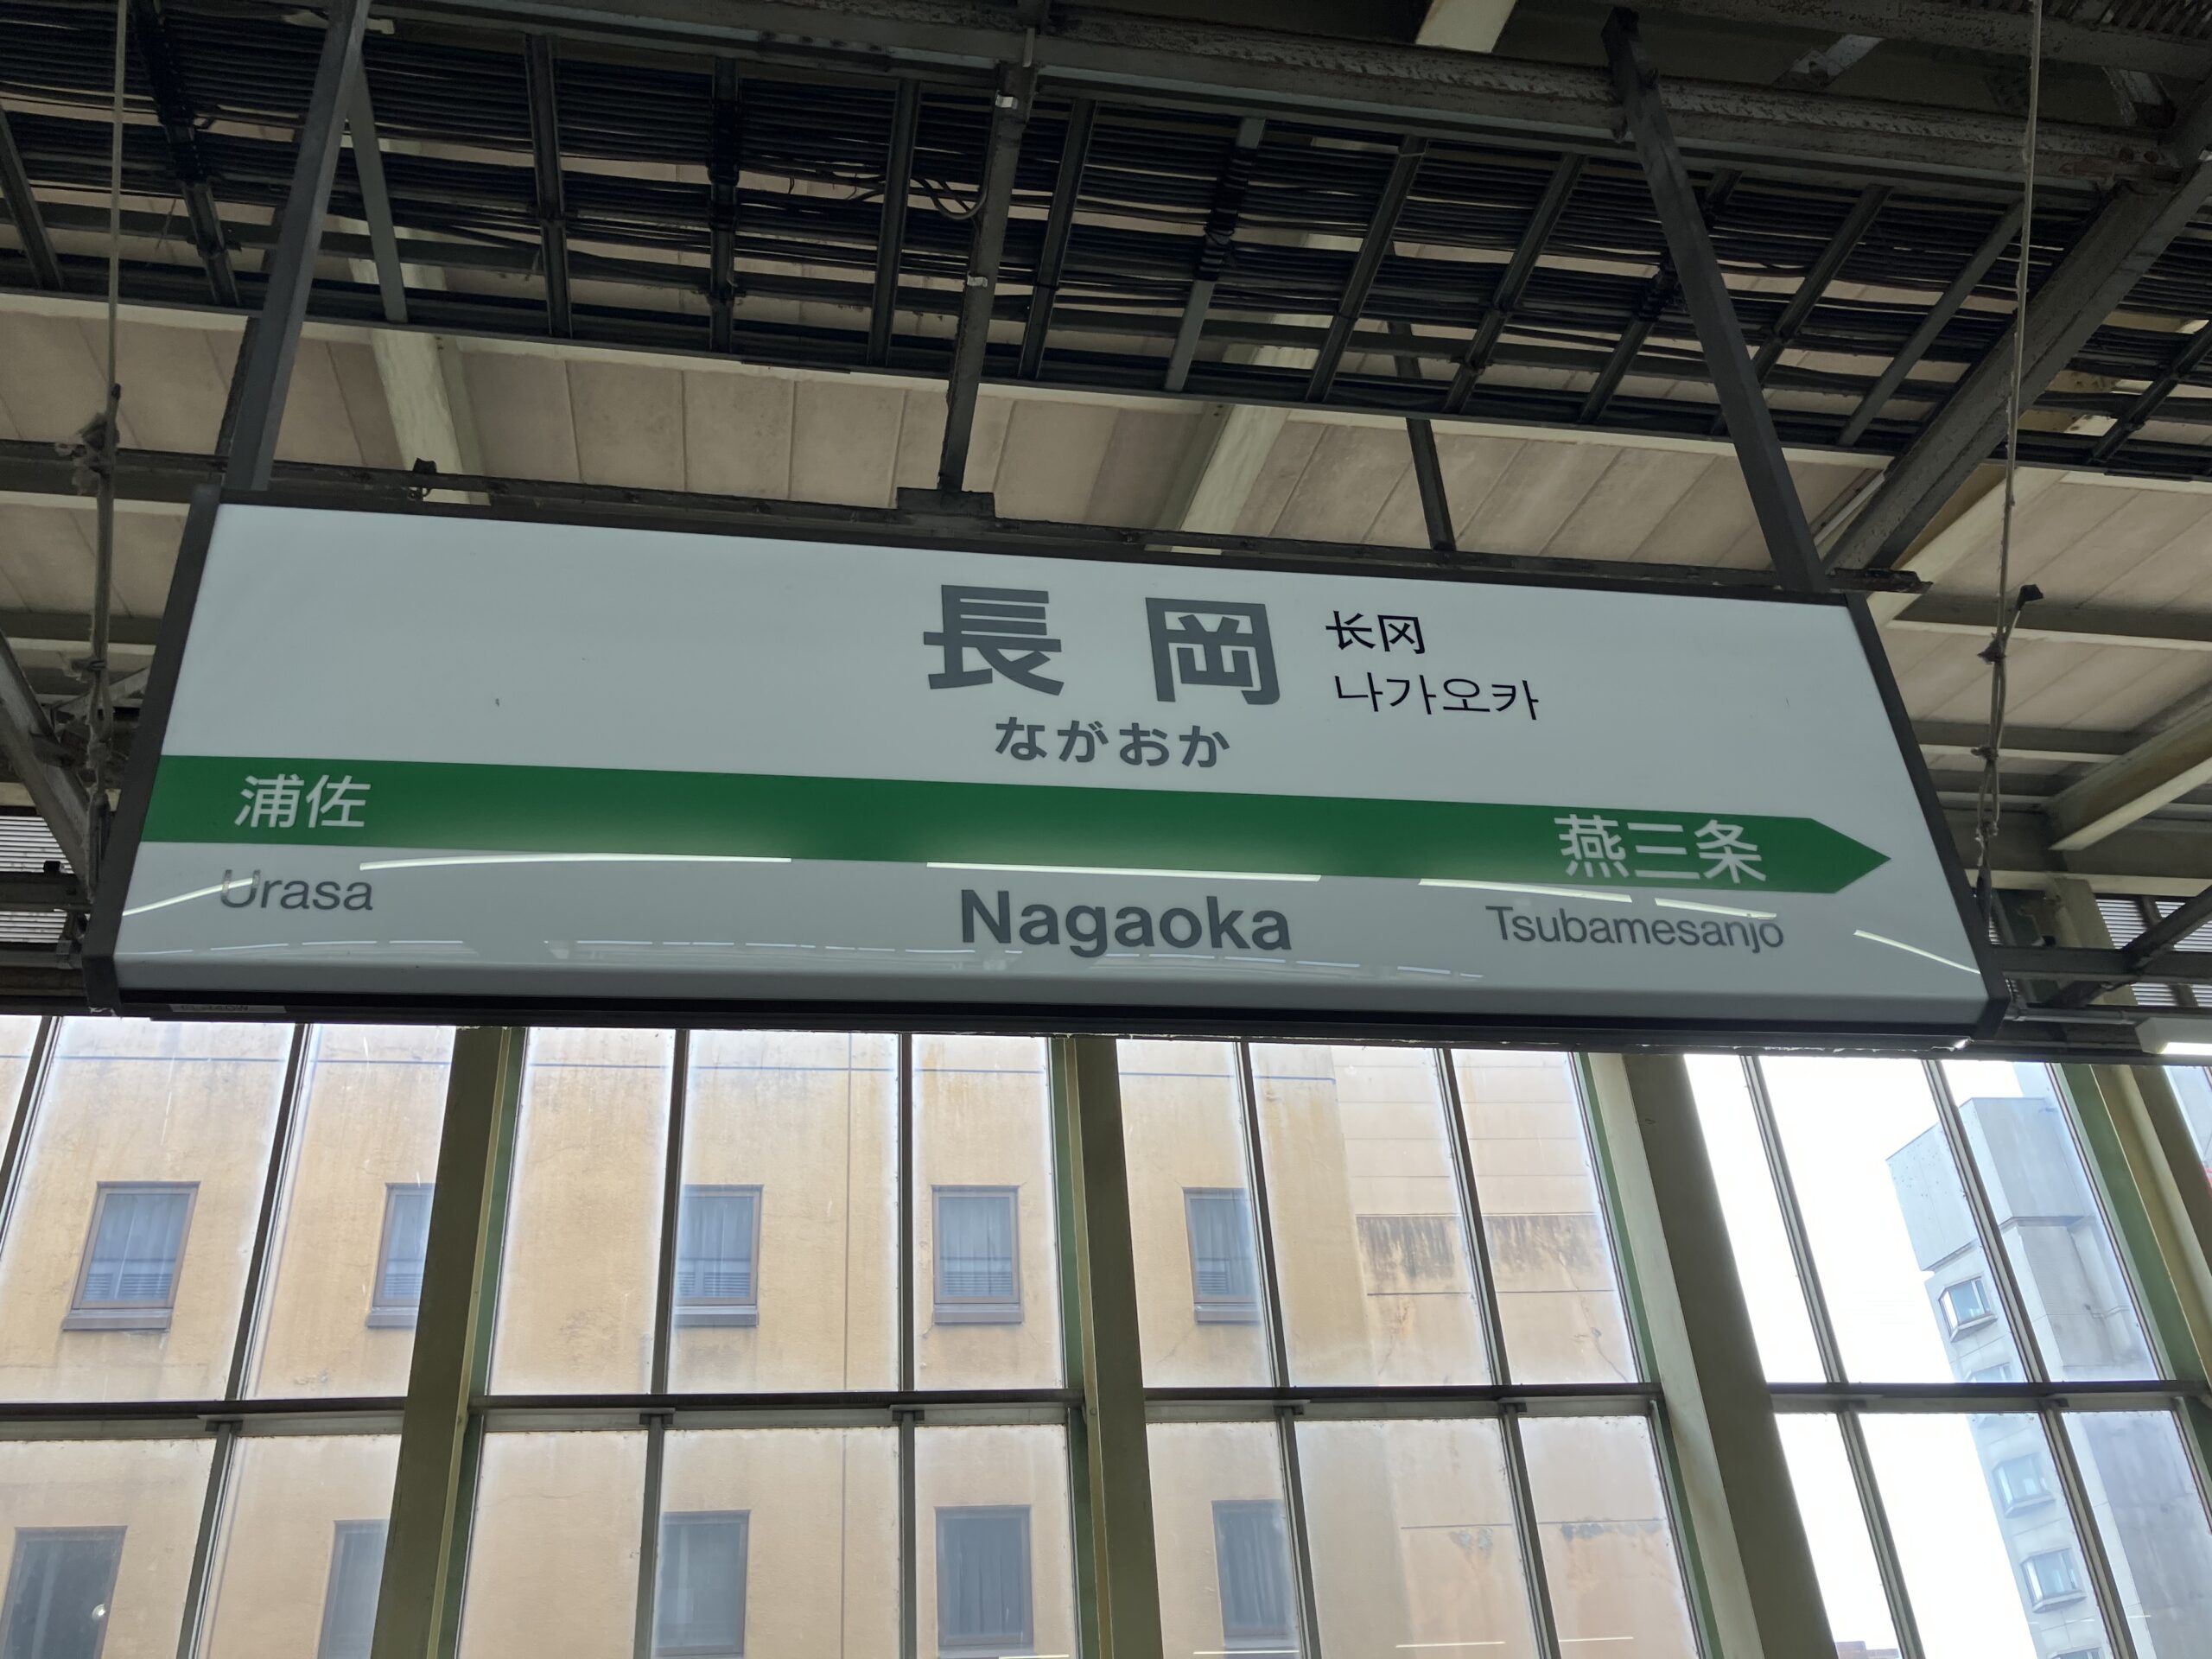 長岡
长冈
나가오카
ながおか
浦佐
燕三条
Urasa
Nagaoka
Tsubamesanjo